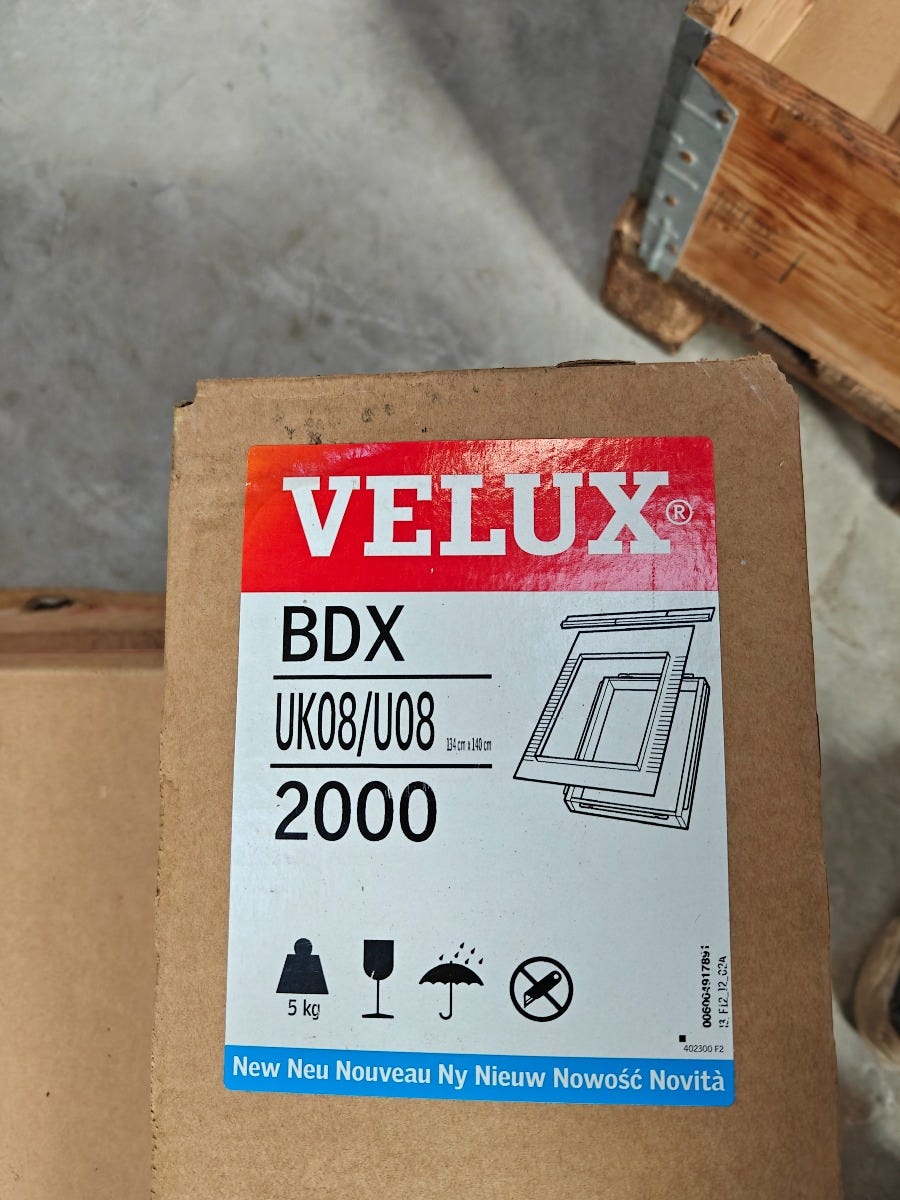 VELUX®
BDX
UK08/U08 134 cm x 140 cm
2000
5 kg
402300 F2
New Neu Nouveau Ny Nieuw Nowość Novità